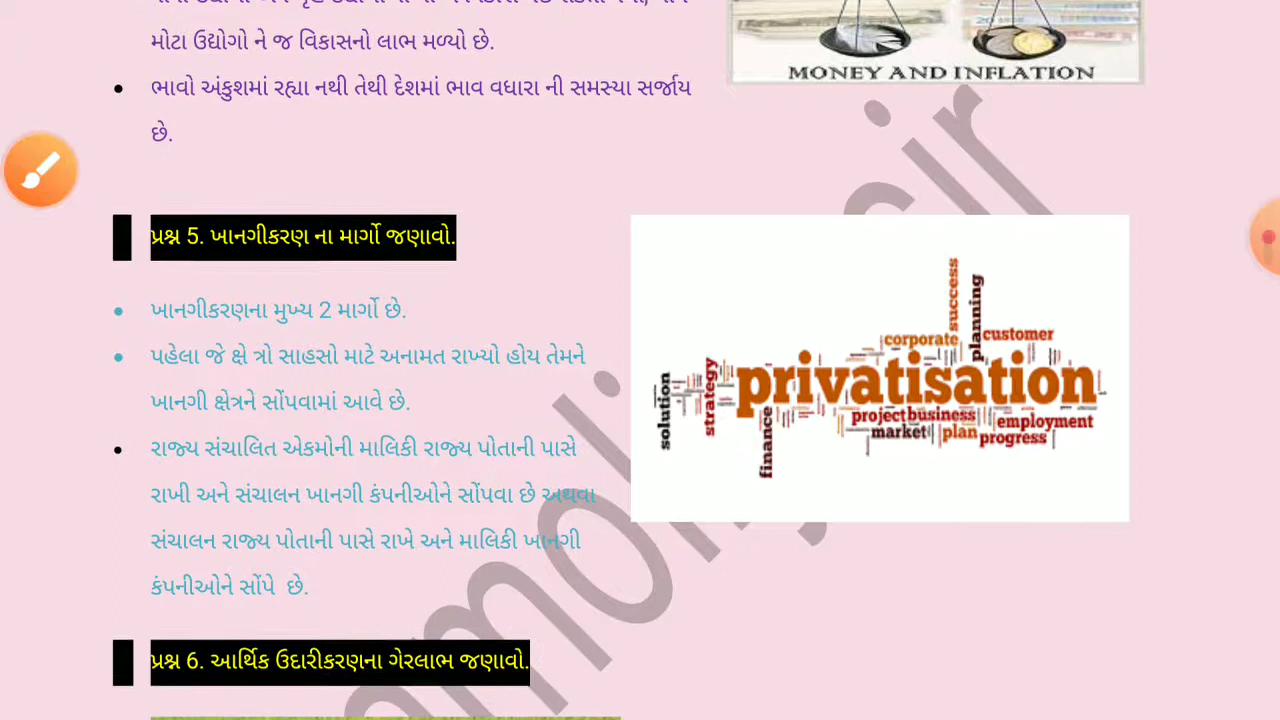 મોટા ઉદ્યોગો ને જ વિકાસનો લાભ મળ્યો છે.
MONEY AND INFLATION
ભાવો અંકુશમાં રહ્યા નથી તેથી દેશમાં ભાવ વધારા ની સમસ્યા સર્જાય
છે.
પ્રશ્ન 5. ખાનગીકરણ ના માર્ગો જણાવો.
ખાનગીકરણના મુખ્ય 2 માર્ગો છે.
પહેલા જે ક્ષે ત્રો સાહસો માટે અનામત રાખ્યો હોય તેમને
ખાનગી ક્ષેત્રને સોંપવામાં આવે છે.
રાજ્ય સંચાલિત એકમોની માલિકી રાજ્ય પોતાની પાસે
રાખી અને સંચાલન ખાનગી કંપનીઓને સોંપવા છે અથવા
સંચાલન રાજ્ય પોતાની પાસે રાખે અને માલિકી ખાનગી
કંપનીઓને સોંપે છે.
success
planning
corporate
customer
privatisation
solution
strategy
finance
project business
employment
market
plan
progress
પ્રશ્ન 6. આર્થિક ઉદારીકરણના ગેરલાભ જણાવો.